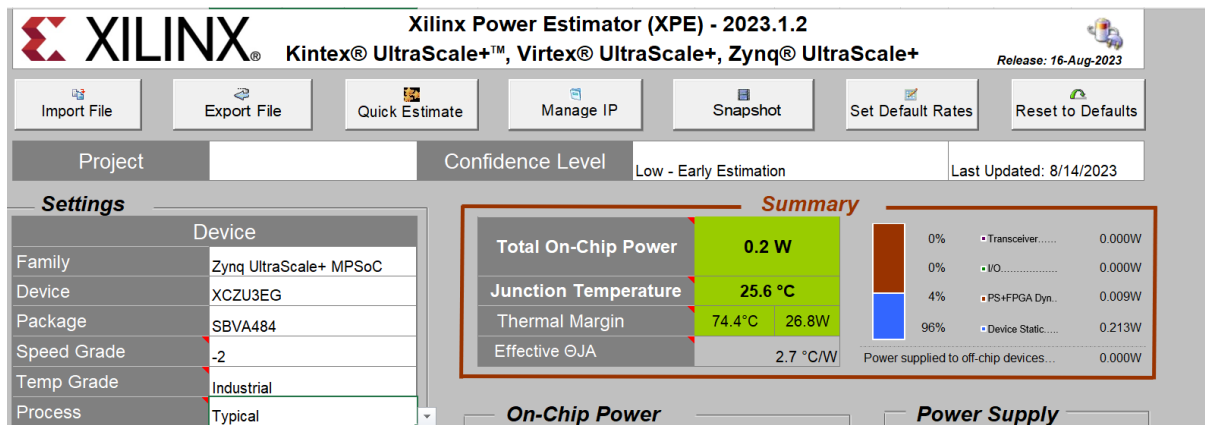 XILINX®
Xilinx Power Estimator (XPE) - 2023.1.2
Kintex® UltraScale+™, Virtex® UltraScale+, Zynq® UltraScale+
Release: 16-Aug-2023
Import File
Export File
Quick Estimate
Manage IP
Snapshot
Set Default Rates
Reset to Defaults
Project
Confidence Level
Low - Early Estimation
Last Updated: 8/14/2023
Settings
Device
Family Zynq UltraScale+ MPSoC
Device XCZU3EG
Package SBVA484
Speed Grade -2
Temp Grade Industrial
Process Typical
Summary
Total On-Chip Power 0.2 W
Junction Temperature 25.6 °C
Thermal Margin 74.4°C 26.8W
Effective ΘJA 2.7 °C/W
0% Transceiver...... 0.000W
0% I/O.................. 0.000W
4% PS+FPGA Dyn.. 0.009W
96% Device Static..... 0.213W
Power supplied to off-chip devices... 0.000W
On-Chip Power
Power Supply